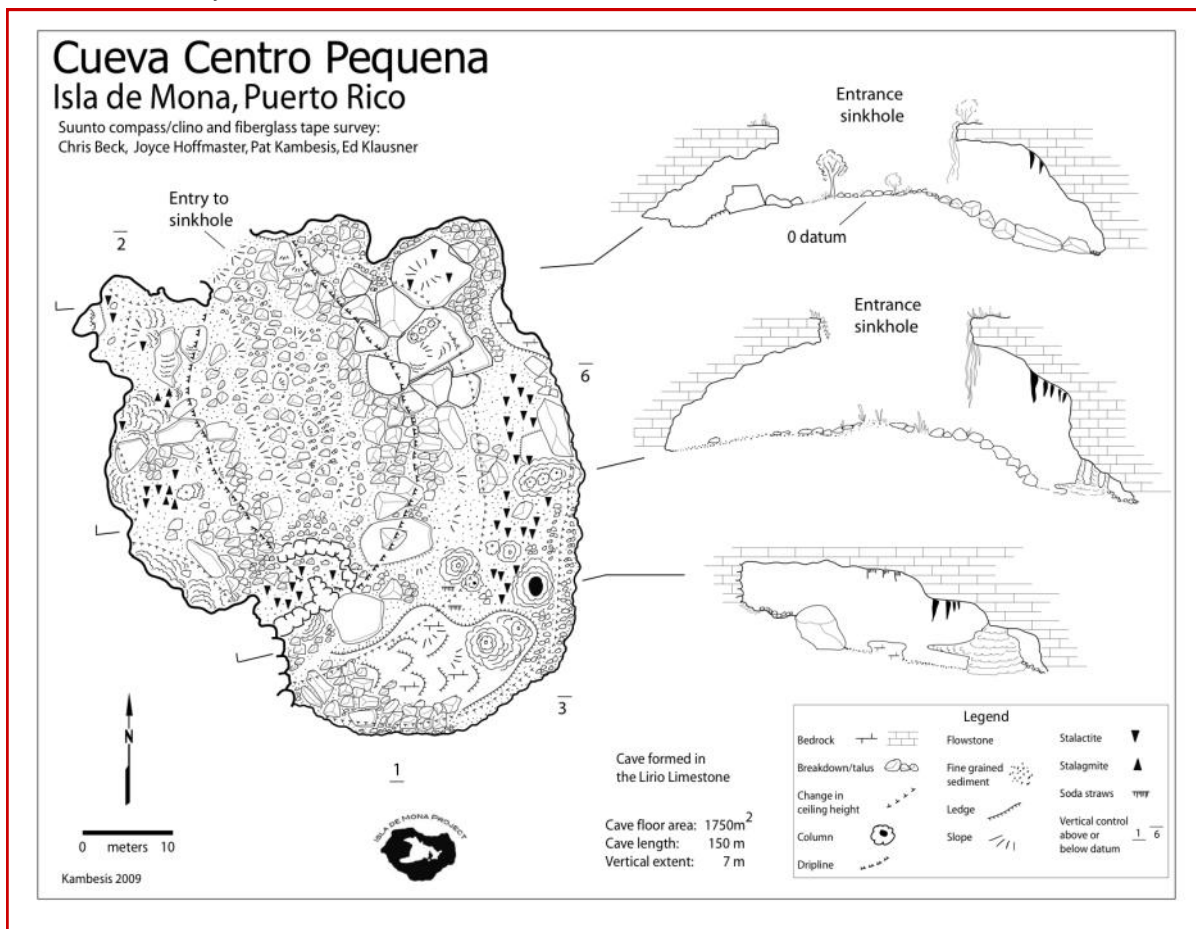 Cueva Centro Pequena
Isla de Mona, Puerto Rico
Suunto compass/clino and fiberglass tape survey:
Chris Beck, Joyce Hoffmaster, Pat Kambesis, Ed Klausner
Entry to
sinkhole
2
6
3
1
Entrance
sinkhole
0 datum
Entrance
sinkhole
N
0 meters 10
Kambesis 2009
ISLA DE MONA PROJECT
Cave formed in
the Lirio Limestone
Cave floor area: 1750m2
Cave length: 150 m
Vertical extent: 7 m
Legend
Bedrock
Breakdown/talus
Change in
ceiling height
Column
Dripline
Flowstone
Fine grained
sediment
Ledge
Slope
Stalactite
Stalagmite
Soda straws
Vertical control
above or
below datum
1 6